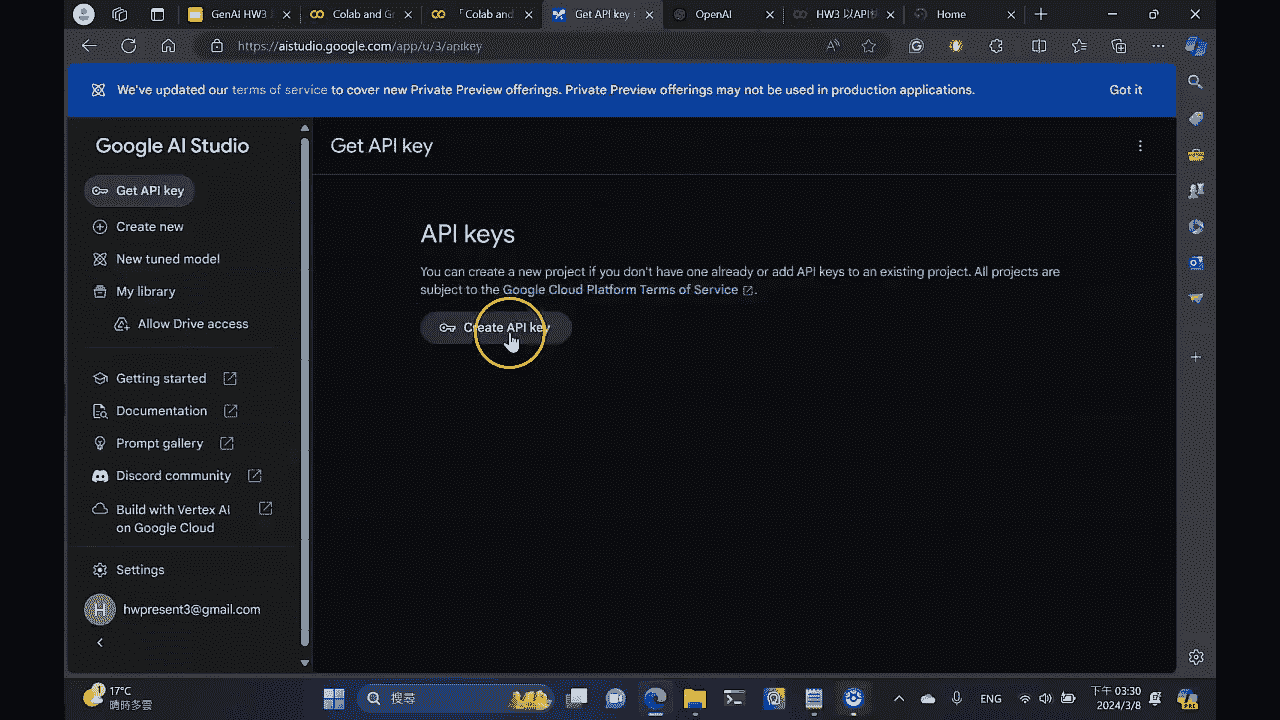 GenAI HW3
Colab and Gr
「Colab and
Get API key
OpenAI
HW3 以API快
Home
https://aistudio.google.com/app/u/3/apikey
We've updated our terms of service to cover new Private Preview offerings. Private Preview offerings may not be used in production applications.
Got it
Google AI Studio
Get API key
Get API key
Create new
New tuned model
My library
Allow Drive access
Getting started
Documentation
Prompt gallery
Discord community
Build with Vertex AI
on Google Cloud
Settings
H
hwpresent3@gmail.com
API keys
You can create a new project if you don't have one already or add API keys to an existing project. All projects are
subject to the Google Cloud Platform Terms of Service.
Create API key
17°C
搜尋
ENG
下午 03:30
2024/3/8